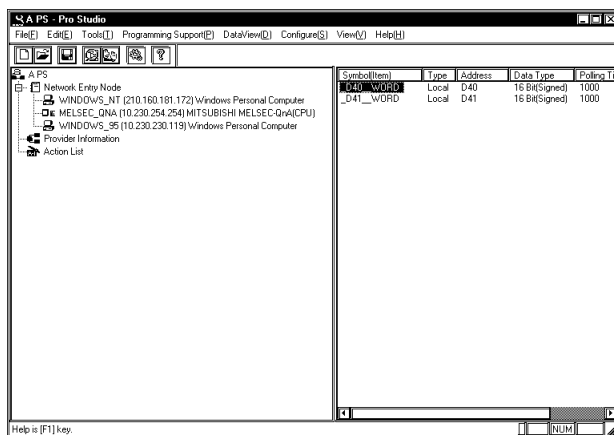 A PS - Pro Studio
File(F) Edit(E) Tools(T) Programming Support(P) DataView(D) Configure(S) View(V) Help(H)
A PS
Network Entry Node
WINDOWS_NT (210.160.181.172) Windows Personal Computer
MELSEC_QNA (10.230.254.254) MITSUBISHI MELSEC-QnA(CPU)
WINDOWS_95 (10.230.230.119) Windows Personal Computer
Provider Information
Action List
Symbol(Item) Type Address Data Type Polling Ti
_D40__WORD Local D40 16 Bit(Signed) 1000
_D41__WORD Local D41 16 Bit(Signed) 1000
Help is [F1] key.
NUM